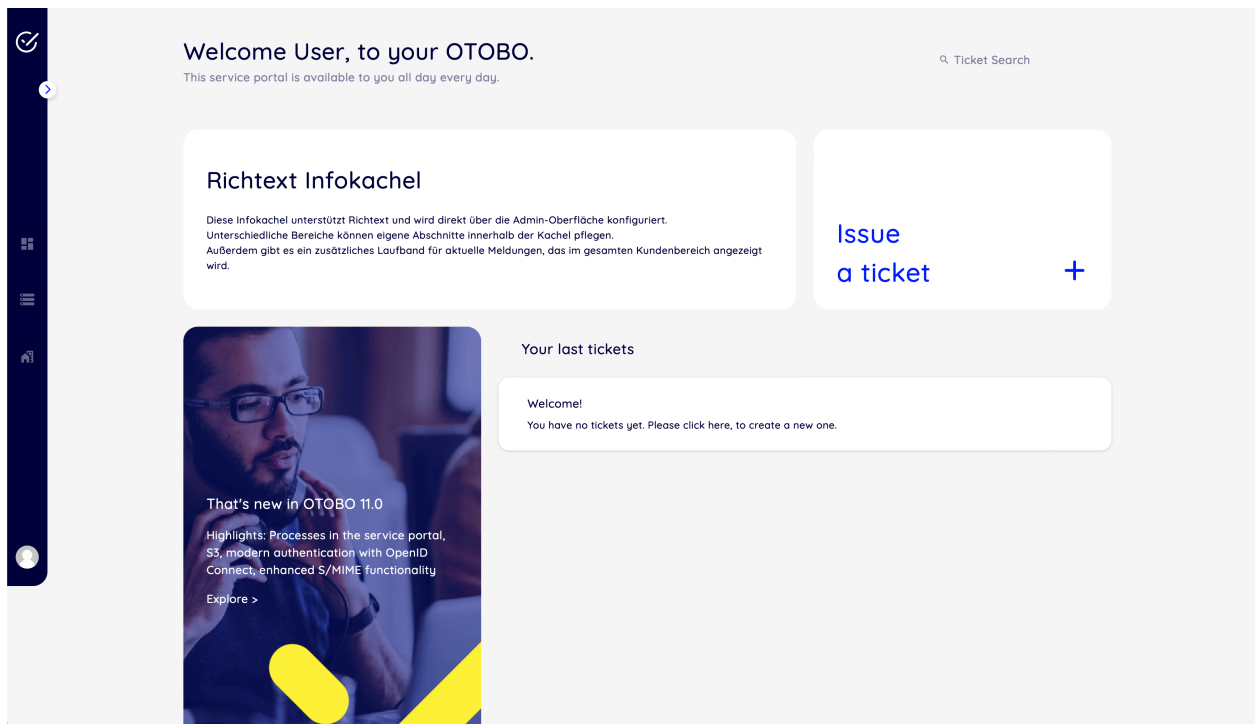 Welcome User, to your OTOBO.
This service portal is available to you all day every day.
Ticket Search
Richtext Infokachel
Diese Infokachel unterstützt Richtext und wird direkt über die Admin-Oberfläche konfiguriert.
Unterschiedliche Bereiche können eigene Abschnitte innerhalb der Kachel pflegen.
Außerdem gibt es ein zusätzliches Laufband für aktuelle Meldungen, das im gesamten Kundenbereich angezeigt
wird.
Issue
a ticket
That's new in OTOBO 11.0
Highlights: Processes in the service portal,
S3, modern authentication with OpenID
Connect, enhanced S/MIME functionality
Explore >
Your last tickets
Welcome!
You have no tickets yet. Please click here, to create a new one.